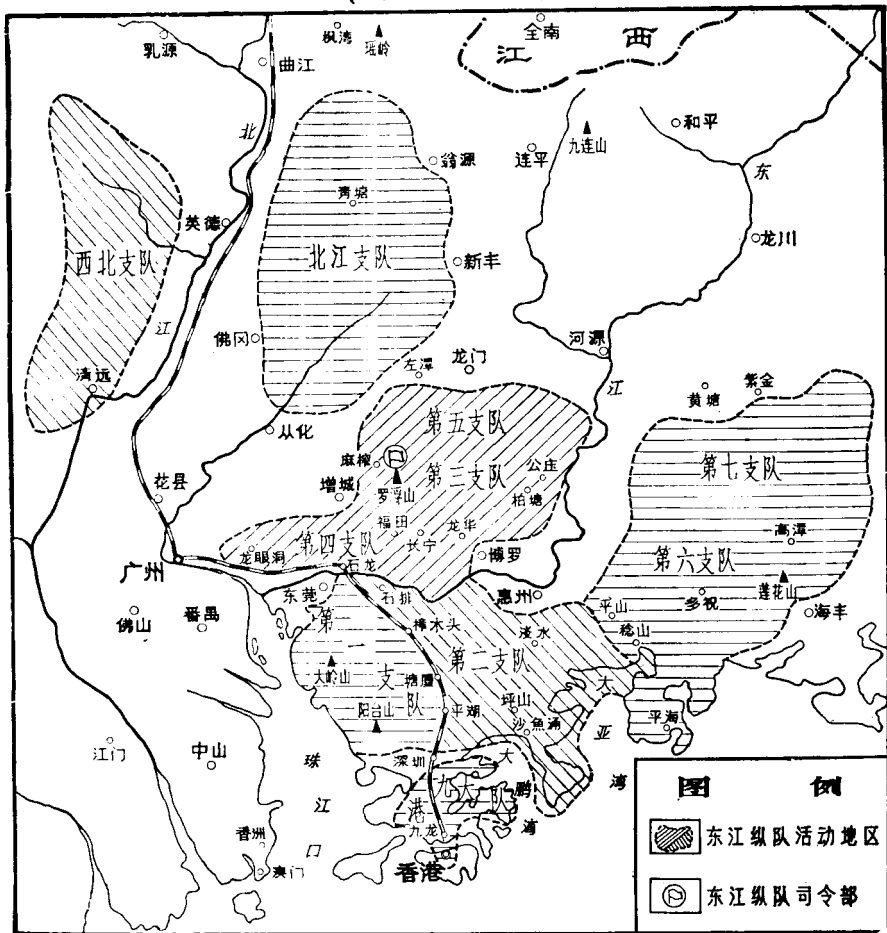 乳源
枫湾
瑶岭
全南
江西
曲江
北
翁源
连平
九连山
和平
东
青塘
英德
西北支队
北江支队
新丰
龙川
江
佛冈
河源
左潭
龙门
江
清远
黄塘
紫金
从化
第五支队
麻榨
第三支队
公庄
第七支队
花县
增城
罗浮山
柏塘
福田
龙华
高潭
龙眼洞
第四支队
长宁
博罗
第六支队
广州
石龙
东莞
石排
惠州
平山
多祝
莲花山
佛山
番禺
第一支队
樟木头
淡水
稔山
海丰
大岭山
第二支队
塘厦
大亚湾
阳台山
平湖
坪山
沙鱼涌
平海
江门
中山
珠江口
深圳
大鹏湾
港九大队
九龙
香洲
澳门
香港
图例
东江纵队活动地区
东江纵队司令部